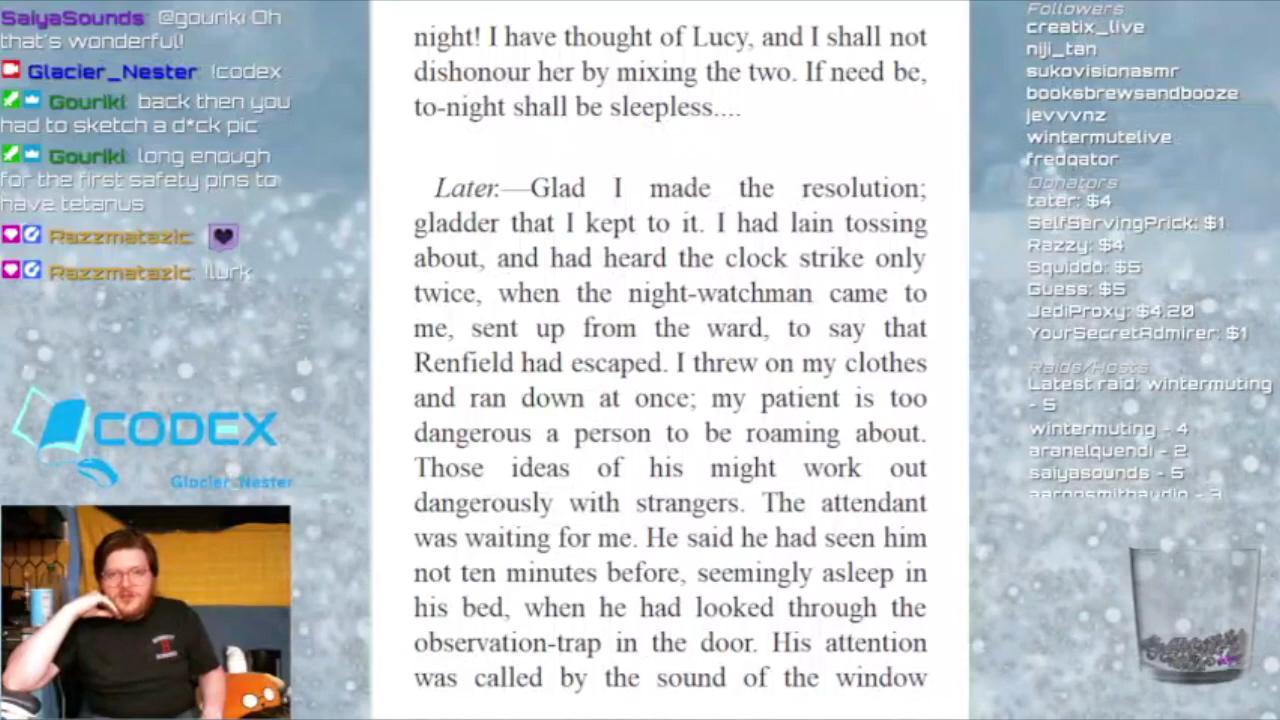 SaiyaSounds: @gouriki Oh
that's wonderful!
Glacier_Nester: !codex
Gouriki: back then you
had to sketch a d*ck pic
Gouriki: long enough
for the first safety pins to
have tetanus
Razzmatazic:
Razzmatazic: !lurk
CODEX
Glacier_Nester
night! I have thought of Lucy, and I shall not
dishonour her by mixing the two. If need be,
to-night shall be sleepless....
Later.—Glad I made the resolution;
gladder that I kept to it. I had lain tossing
about, and had heard the clock strike only
twice, when the night-watchman came to
me, sent up from the ward, to say that
Renfield had escaped. I threw on my clothes
and ran down at once; my patient is too
dangerous a person to be roaming about.
Those ideas of his might work out
dangerously with strangers. The attendant
was waiting for me. He said he had seen him
not ten minutes before, seemingly asleep in
his bed, when he had looked through the
observation-trap in the door. His attention
was called by the sound of the window
Followers
creatix_live
niji_tan
sukovisionasmr
booksbrewsandbooze
jevvvnz
wintermutelive
fredgator
Donators
tater: $4
SelfServingPrick: $1
Razzy: $4
Squiddo: $5
Guess: $5
JediProxy: $4.20
YourSecretAdmirer: $1
Raids/Hosts
Latest raid: wintermuting
- 5
wintermuting - 4
aranelquendi - 2
saiyasounds - 5
aaronsmithaudio - 3